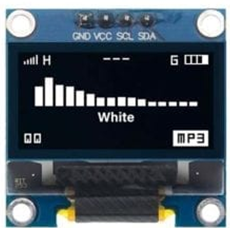 GND VCC SCL SDA
H --- G
White
MP3